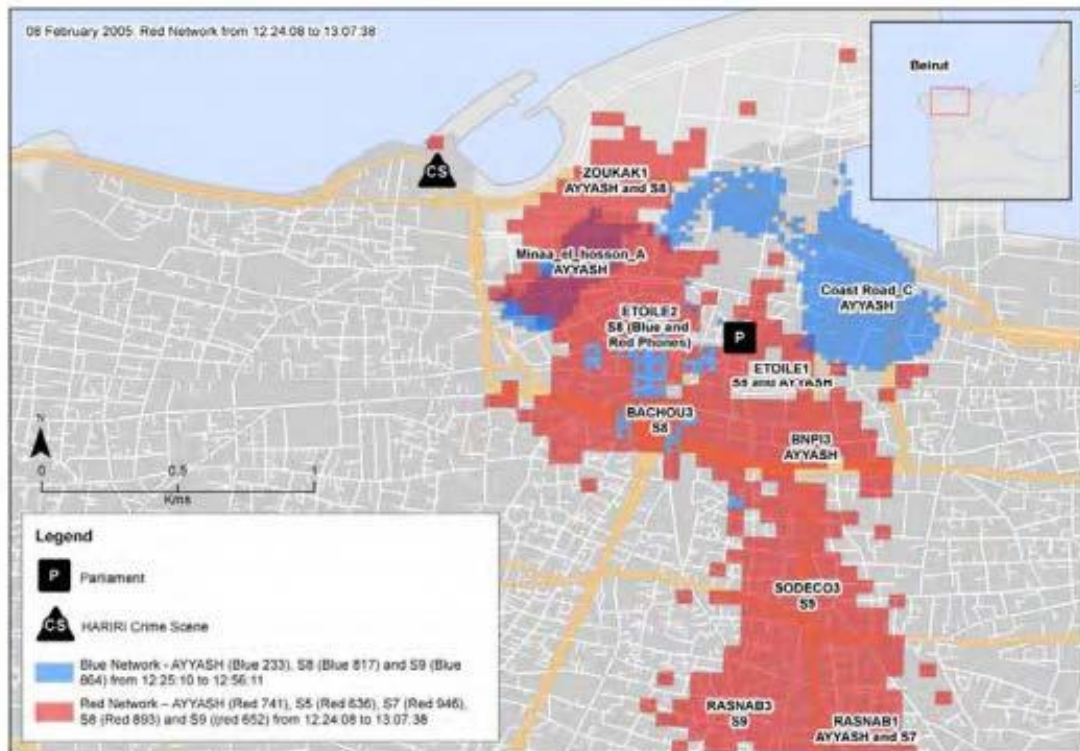 08 February 2005: Red Network from 12.24.08 to 13.07.38
Beirut
CS
ZOUKAK1
AYYASH and S8
Minaa_el_hosson_A
AYYASH
Coast Road_C
AYYASH
ETOILE2
S8 (Blue and
Red Phones)
P
ETOILE1
S5 and AYYASH
BACHOU3
S8
BNPI3
AYYASH
N
0
0.5
1
Kms
SODECO3
S9
RASNAB3
S9
RASNAB1
AYYASH and S7
Legend
P
Parliament
CS
HARIRI Crime Scene
Blue Network - AYYASH (Blue 233), S8 (Blue 817) and S9 (Blue
864) from 12:25:10 to 12:56:11
Red Network – AYYASH (Red 741), S5 (Red 636), S7 (Red 946),
S8 (Red 893) and S9 ((red 652) from 12.24.08 to 13.07.38